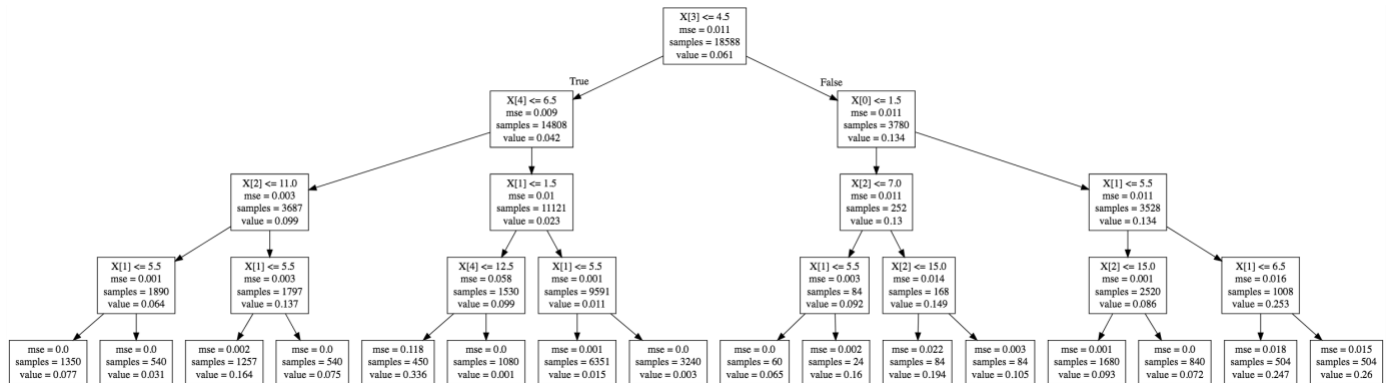 X[3] <= 4.5
mse = 0.011
samples = 18588
value = 0.061
True
False
X[4] <= 6.5
mse = 0.009
samples = 14808
value = 0.042
X[0] <= 1.5
mse = 0.011
samples = 3780
value = 0.134
X[2] <= 11.0
mse = 0.003
samples = 3687
value = 0.099
X[1] <= 1.5
mse = 0.01
samples = 11121
value = 0.023
X[2] <= 7.0
mse = 0.011
samples = 252
value = 0.13
X[1] <= 5.5
mse = 0.011
samples = 3528
value = 0.134
X[1] <= 5.5
mse = 0.001
samples = 1890
value = 0.064
X[1] <= 5.5
mse = 0.003
samples = 1797
value = 0.137
X[4] <= 12.5
mse = 0.058
samples = 1530
value = 0.099
X[1] <= 5.5
mse = 0.001
samples = 9591
value = 0.011
X[1] <= 5.5
mse = 0.003
samples = 84
value = 0.092
X[2] <= 15.0
mse = 0.014
samples = 168
value = 0.149
X[2] <= 15.0
mse = 0.001
samples = 2520
value = 0.086
X[1] <= 6.5
mse = 0.016
samples = 1008
value = 0.253
mse = 0.0
samples = 1350
value = 0.077
mse = 0.0
samples = 540
value = 0.031
mse = 0.002
samples = 1257
value = 0.164
mse = 0.0
samples = 540
value = 0.075
mse = 0.118
samples = 450
value = 0.336
mse = 0.0
samples = 1080
value = 0.001
mse = 0.001
samples = 6351
value = 0.015
mse = 0.0
samples = 3240
value = 0.003
mse = 0.0
samples = 60
value = 0.065
mse = 0.002
samples = 24
value = 0.16
mse = 0.022
samples = 84
value = 0.194
mse = 0.003
samples = 84
value = 0.105
mse = 0.001
samples = 1680
value = 0.093
mse = 0.0
samples = 840
value = 0.072
mse = 0.018
samples = 504
value = 0.247
mse = 0.015
samples = 504
value = 0.26